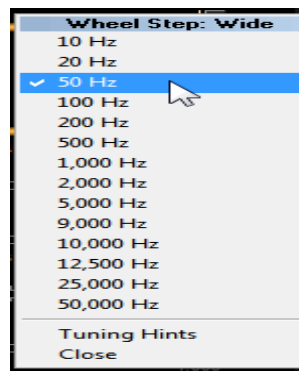 Wheel Step: Wide
10 Hz
20 Hz
50 Hz
100 Hz
200 Hz
500 Hz
1,000 Hz
2,000 Hz
5,000 Hz
9,000 Hz
10,000 Hz
12,500 Hz
25,000 Hz
50,000 Hz
Tuning Hints
Close